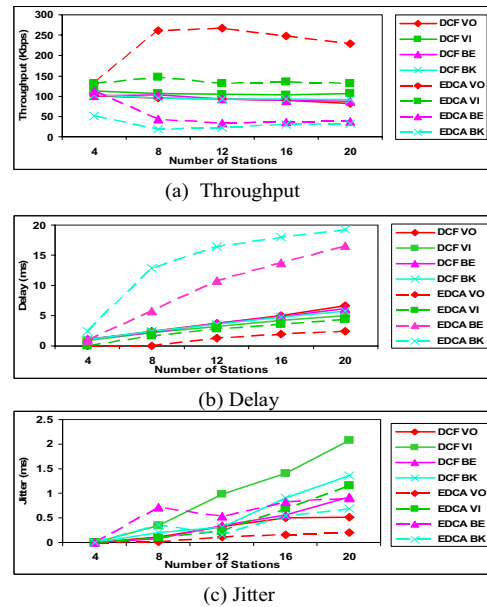 Throughput (Kbps)
300
250
200
150
100
50
0
4 8 12 16 20
Number of Stations
DCF VO
DCF VI
DCF BE
DCF BK
EDCA VO
EDCA VI
EDCA BE
EDCA BK
(a) Throughput
Delay (ms)
20
15
10
5
0
4 8 12 16 20
Number of Stations
DCF VO
DCF VI
DCF BE
DCF BK
EDCA VO
EDCA VI
EDCA BE
EDCA BK
(b) Delay
Jitter (ms)
2.5
2
1.5
1
0.5
0
4 8 12 16 20
Number of Stations
DCF VO
DCF VI
DCF BE
DCF BK
EDCA VO
EDCA VI
EDCA BE
EDCA BK
(c) Jitter